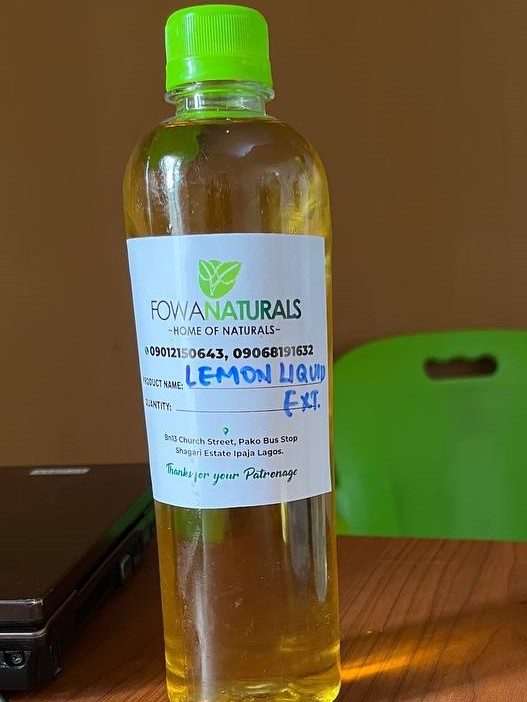 FOWANATURALS
~HOME OF NATURALS~
09012150643, 09068191632
PRODUCT NAME: LEMON LIQUID
QUANTITY: EXT.
Bn13 Church Street, Pako Bus Stop
Shagari Estate Ipaja Lagos.
Thanks for your Patronage